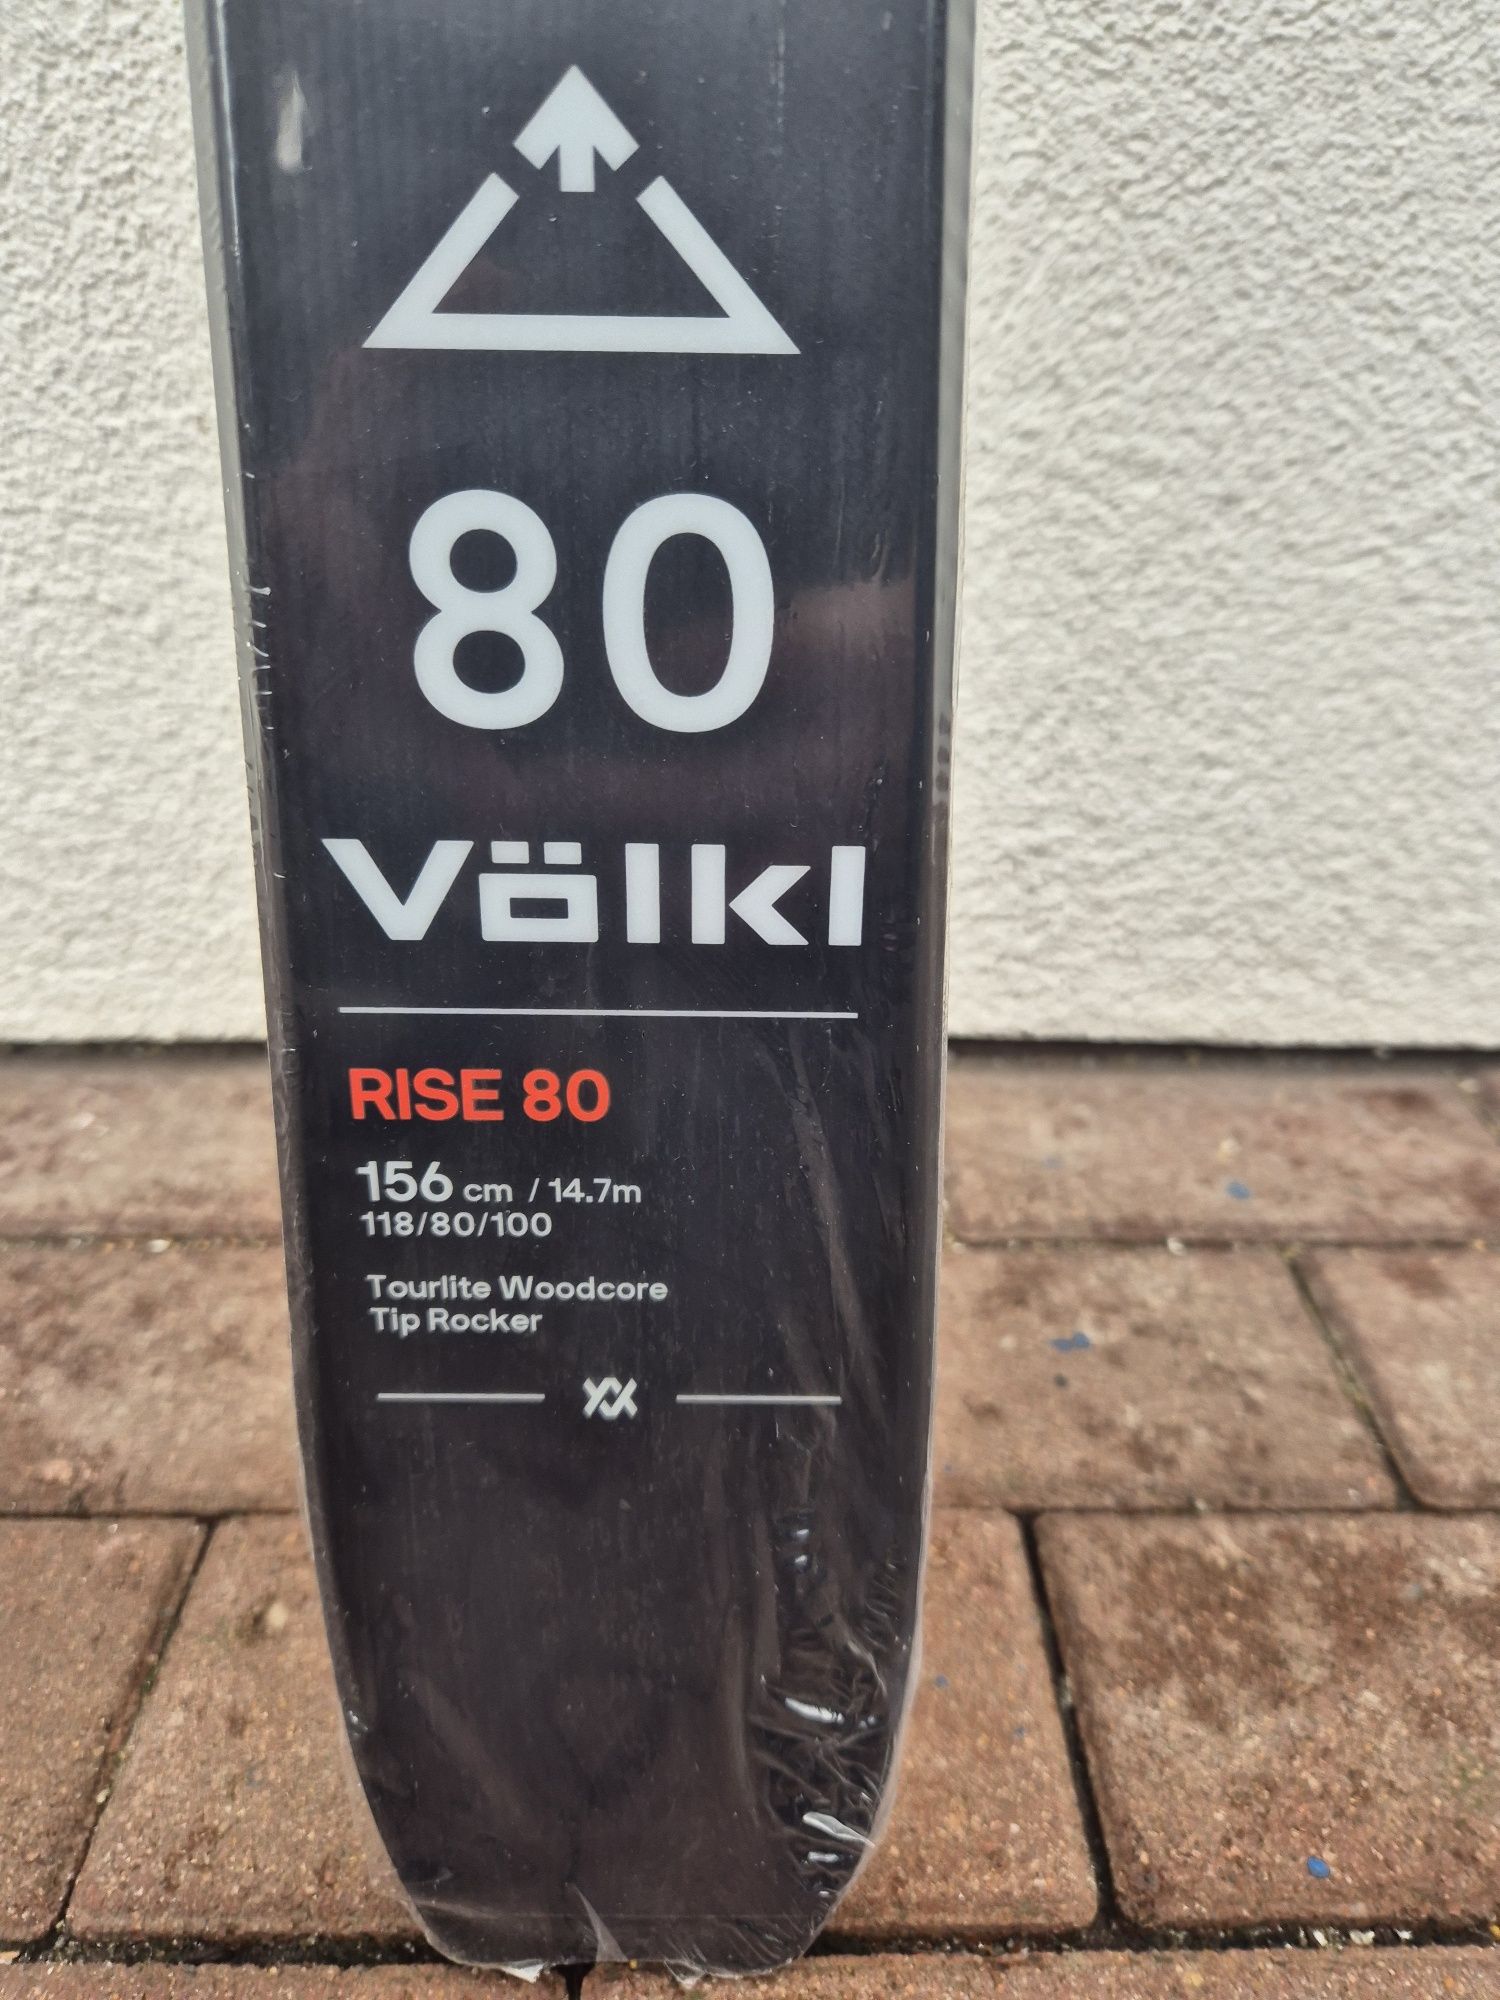 80
Völkl
RISE 80
156 cm / 14.7m
118/80/100
Tourlite Woodcore
Tip Rocker